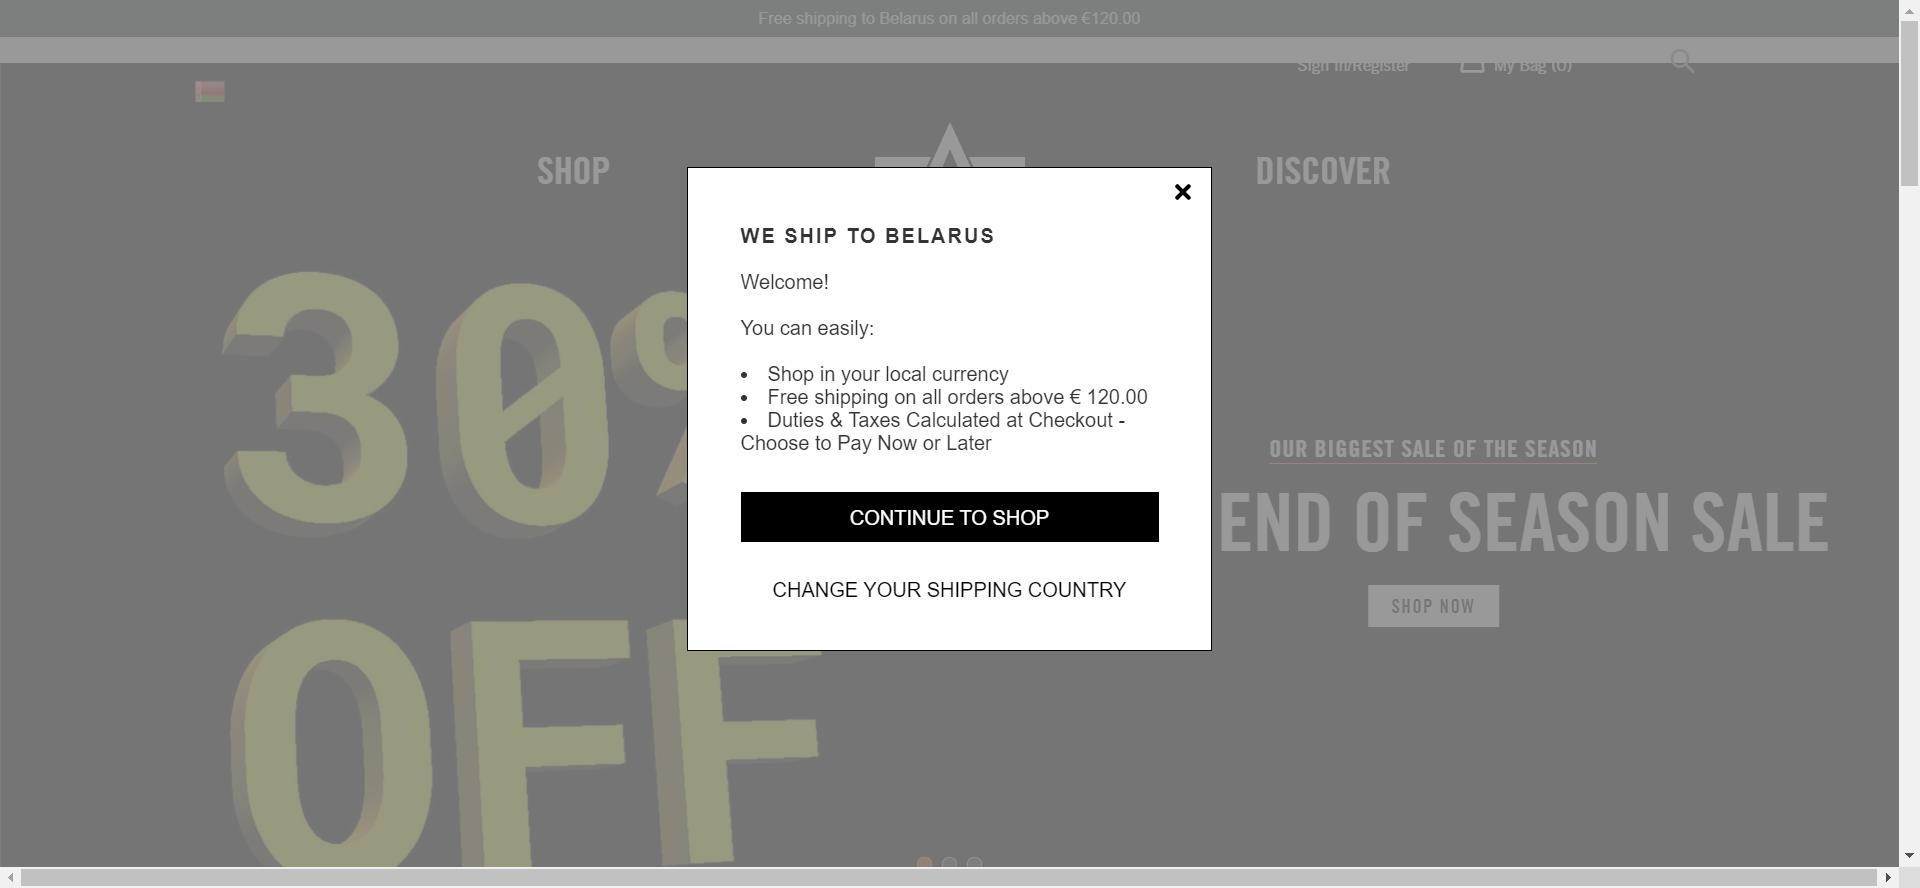 Free shipping to Belarus on all orders above €120.00
Sign In/Register
My Bag (0)
SHOP
DISCOVER
WE SHIP TO BELARUS
Welcome!
You can easily:
• Shop in your local currency
• Free shipping on all orders above € 120.00
• Duties & Taxes Calculated at Checkout -
Choose to Pay Now or Later
CONTINUE TO SHOP
CHANGE YOUR SHIPPING COUNTRY
30%
OFF
OUR BIGGEST SALE OF THE SEASON
END OF SEASON SALE
SHOP NOW